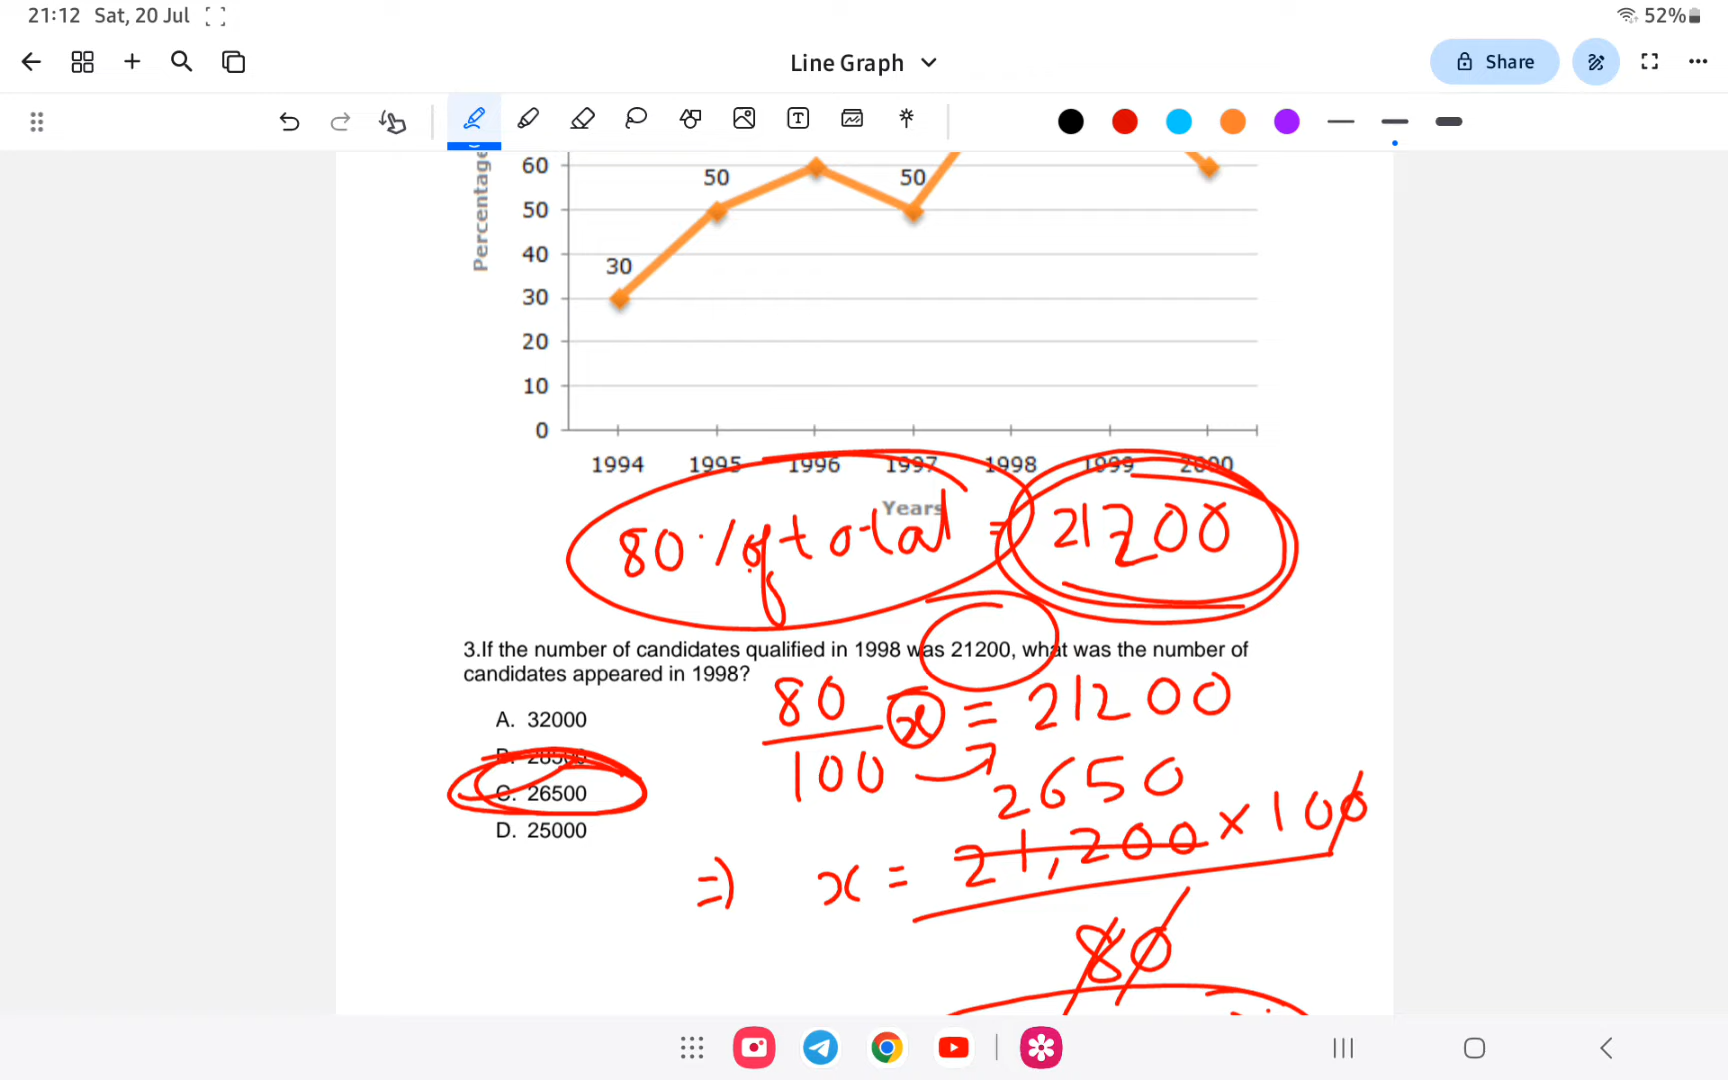 21:12 Sat, 20 Jul
52%
Line Graph
Share
Percentage
60
50
50
50
40
30
30
20
10
0
1994 1995 1996 1997 1998 1999 2000
Years
80% of total = 21200
3.If the number of candidates qualified in 1998 was 21200, what was the number of
candidates appeared in 1998?
A. 32000
B. 28500
C. 26500
D. 25000
80
x = 21200
100
2650
⇒ x = 21,200 × 100
80